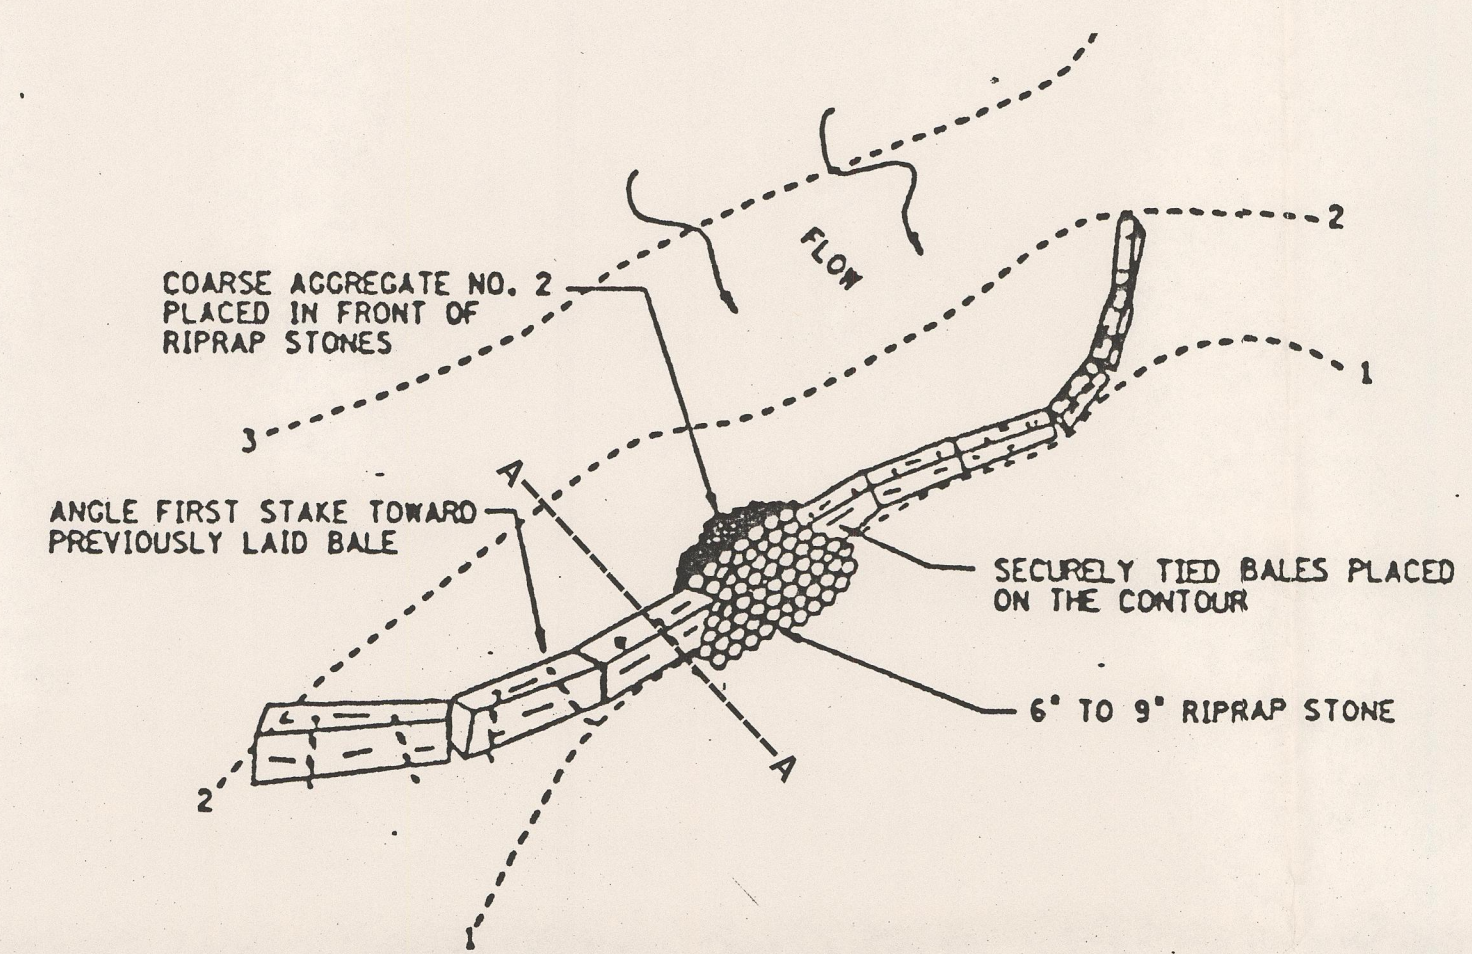 COARSE AGGREGATE NO. 2
PLACED IN FRONT OF
RIPRAP STONES
FLOW
2
1
3
A
ANGLE FIRST STAKE TOWARD
PREVIOUSLY LAID BALE
SECURELY TIED BALES PLACED
ON THE CONTOUR
6" TO 9" RIPRAP STONE
A
2
1